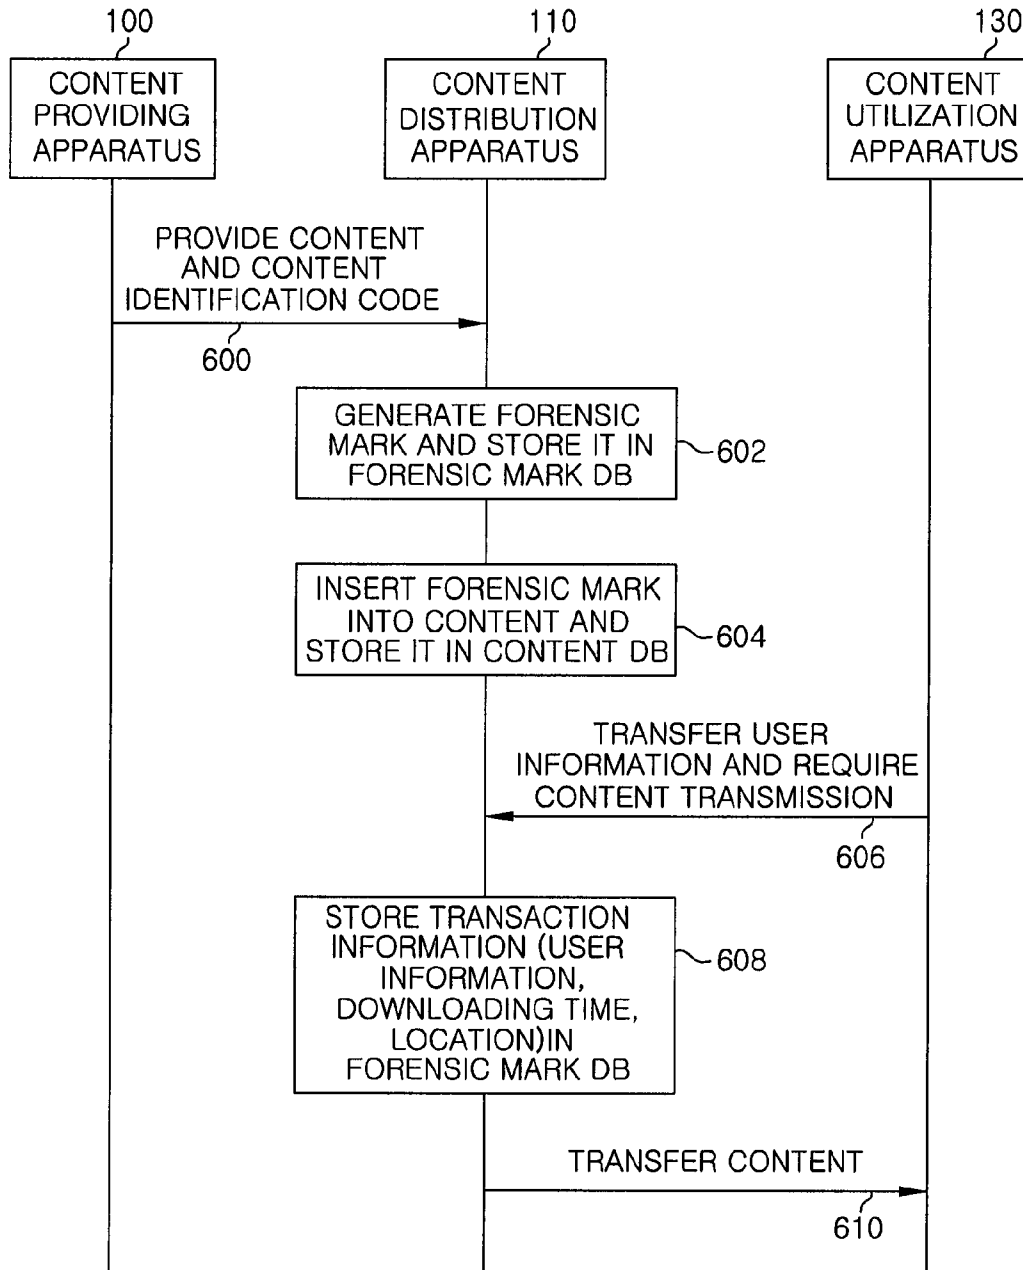 100
110
130
CONTENT
PROVIDING
APPARATUS
CONTENT
DISTRIBUTION
APPARATUS
CONTENT
UTILIZATION
APPARATUS
PROVIDE CONTENT
AND CONTENT
IDENTIFICATION CODE
600
GENERATE FORENSIC
MARK AND STORE IT IN
FORENSIC MARK DB
602
INSERT FORENSIC MARK
INTO CONTENT AND
STORE IT IN CONTENT DB
604
TRANSFER USER
INFORMATION AND REQUIRE
CONTENT TRANSMISSION
606
STORE TRANSACTION
INFORMATION (USER
INFORMATION,
DOWNLOADING TIME,
LOCATION)IN
FORENSIC MARK DB
608
TRANSFER CONTENT
610